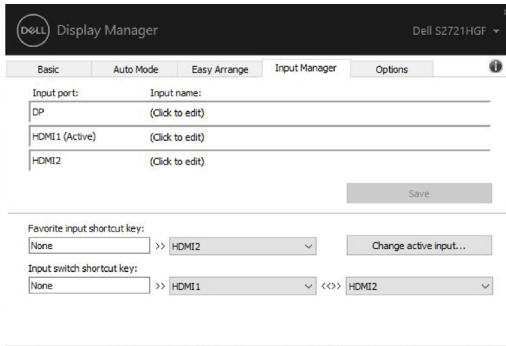 DELL Display Manager Dell S2721HGF
Basic Auto Mode Easy Arrange Input Manager Options
Input port: Input name:
DP (Click to edit)
HDMI1 (Active) (Click to edit)
HDMI2 (Click to edit)
Save
Favorite input shortcut key:
None >> HDMI2 Change active input...
Input switch shortcut key:
None >> HDMI1 <<>> HDMI2